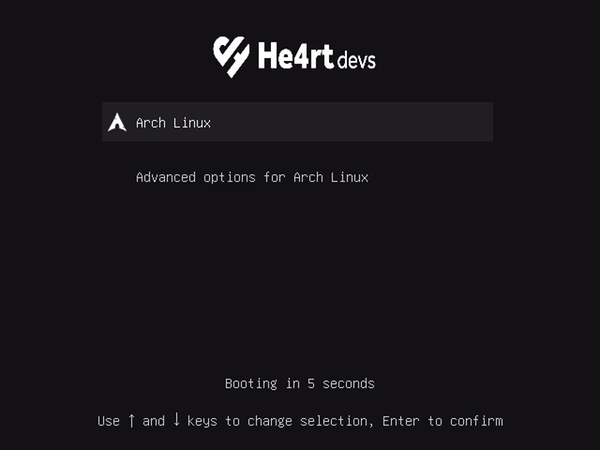 He4rt devs
Arch Linux
Advanced options for Arch Linux
Booting in 5 seconds
Use ↑ and ↓ keys to change selection, Enter to confirm